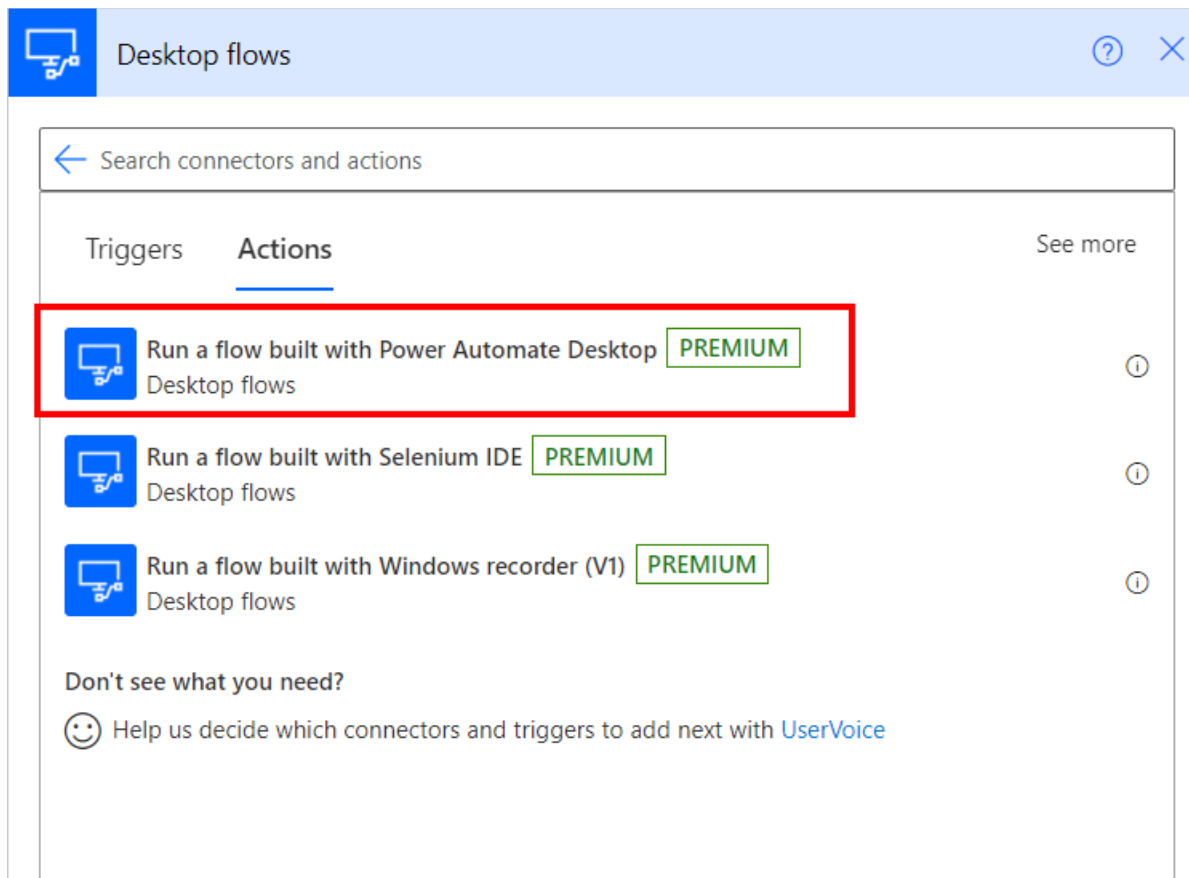 Desktop flows
Search connectors and actions
Triggers Actions See more
Run a flow built with Power Automate Desktop PREMIUM
Desktop flows
Run a flow built with Selenium IDE PREMIUM
Desktop flows
Run a flow built with Windows recorder (V1) PREMIUM
Desktop flows
Don't see what you need?
Help us decide which connectors and triggers to add next with UserVoice